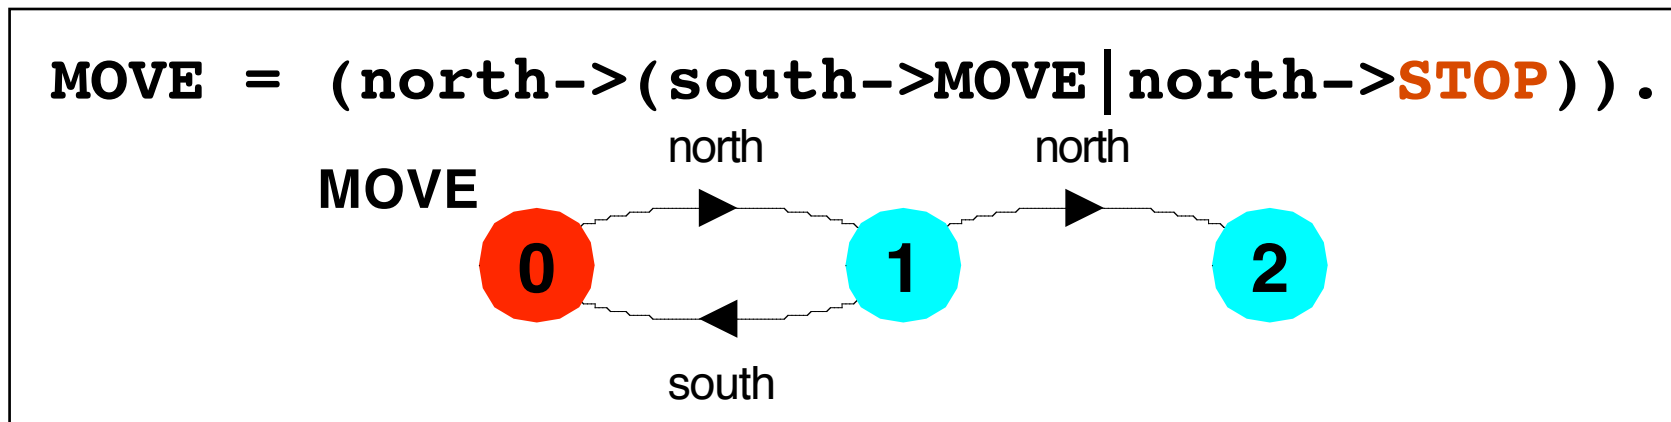 MOVE = (north->(south->MOVE|north->STOP)).
north north
MOVE
0 1 2
south